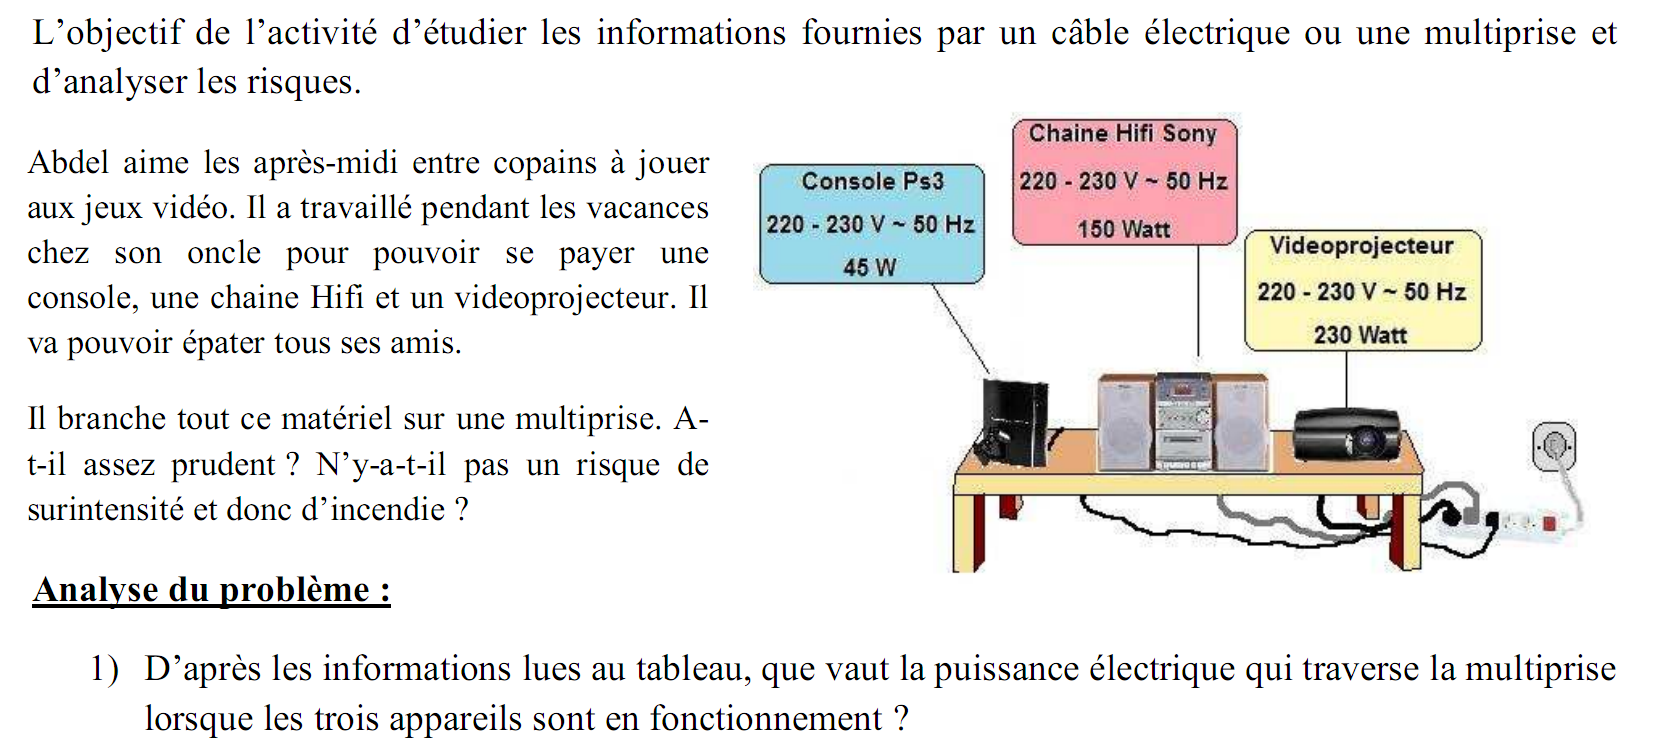 L’objectif de l’activité d’étudier les informations fournies par un câble électrique ou une multiprise et
d’analyser les risques.
Abdel aime les après-midi entre copains à jouer
aux jeux vidéo. Il a travaillé pendant les vacances
chez son oncle pour pouvoir se payer une
console, une chaine Hifi et un videoprojecteur. Il
va pouvoir épater tous ses amis.
Il branche tout ce matériel sur une multiprise. A-
t-il assez prudent ? N’y-a-t-il pas un risque de
surintensité et donc d’incendie ?
Console Ps3
220 - 230 V ~ 50 Hz
45 W
Chaine Hifi Sony
220 - 230 V ~ 50 Hz
150 Watt
Videoprojecteur
220 - 230 V ~ 50 Hz
230 Watt
Analyse du problème :
1) D’après les informations lues au tableau, que vaut la puissance électrique qui traverse la multiprise
lorsque les trois appareils sont en fonctionnement ?